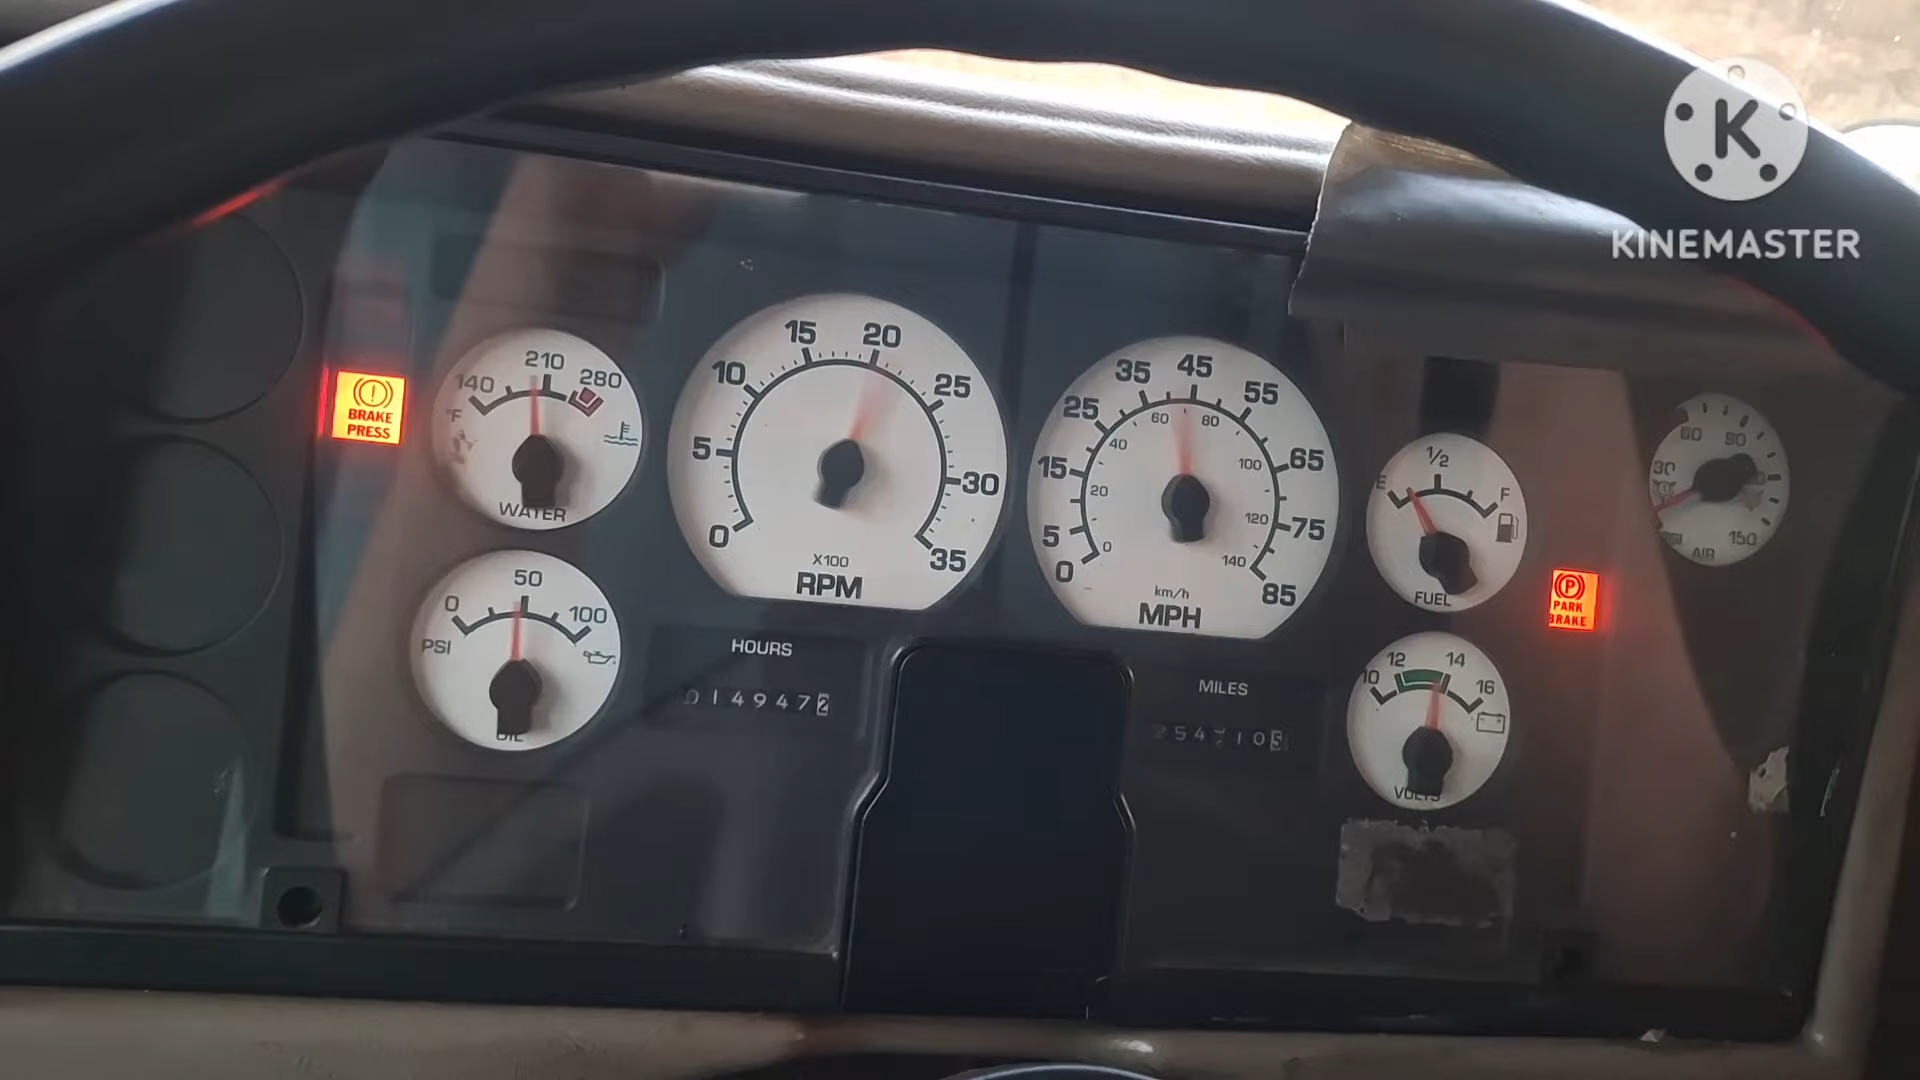 K
KINEMASTER
BRAKE
PRESS
140
210
280
°F
WATER
0
50
100
PSI
0
5
10
15
20
25
30
35
X100
RPM
HOURS
0
5
15
25
35
45
55
65
75
85
0
20
40
60
80
100
120
140
km/h
MPH
MILES
E
1/2
F
FUEL
10
12
14
16
VOLTS
P
PARK
BRAKE
30
60
90
150
AIR